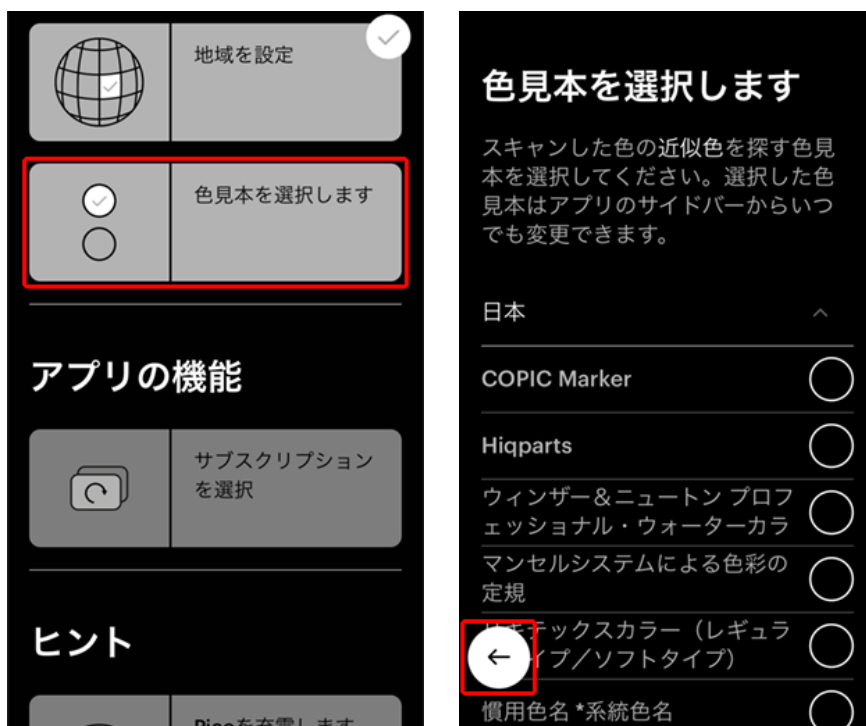 地域を設定
色見本を選択します
アプリの機能
サブスクリプション
を選択
ヒント
色見本を選択します
スキャンした色の近似色を探す色見
本を選択してください。選択した色
見本はアプリのサイドバーからいつ
でも変更できます。
日本
COPIC Marker
Hiqparts
ウィンザー＆ニュートン プロフ
ェッショナル・ウォーターカラ
マンセルシステムによる色彩の
定規
テックスカラー（レギュラ
イプ／ソフトタイプ）
慣用色名 *系統色名